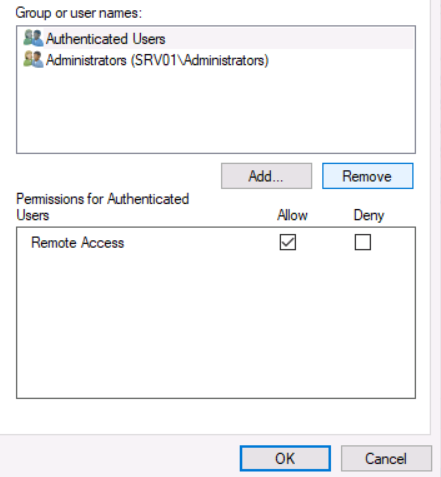 Group or user names:
Authenticated Users
Administrators (SRV01\Administrators)
Add... Remove
Permissions for Authenticated
Users Allow Deny
Remote Access
OK Cancel